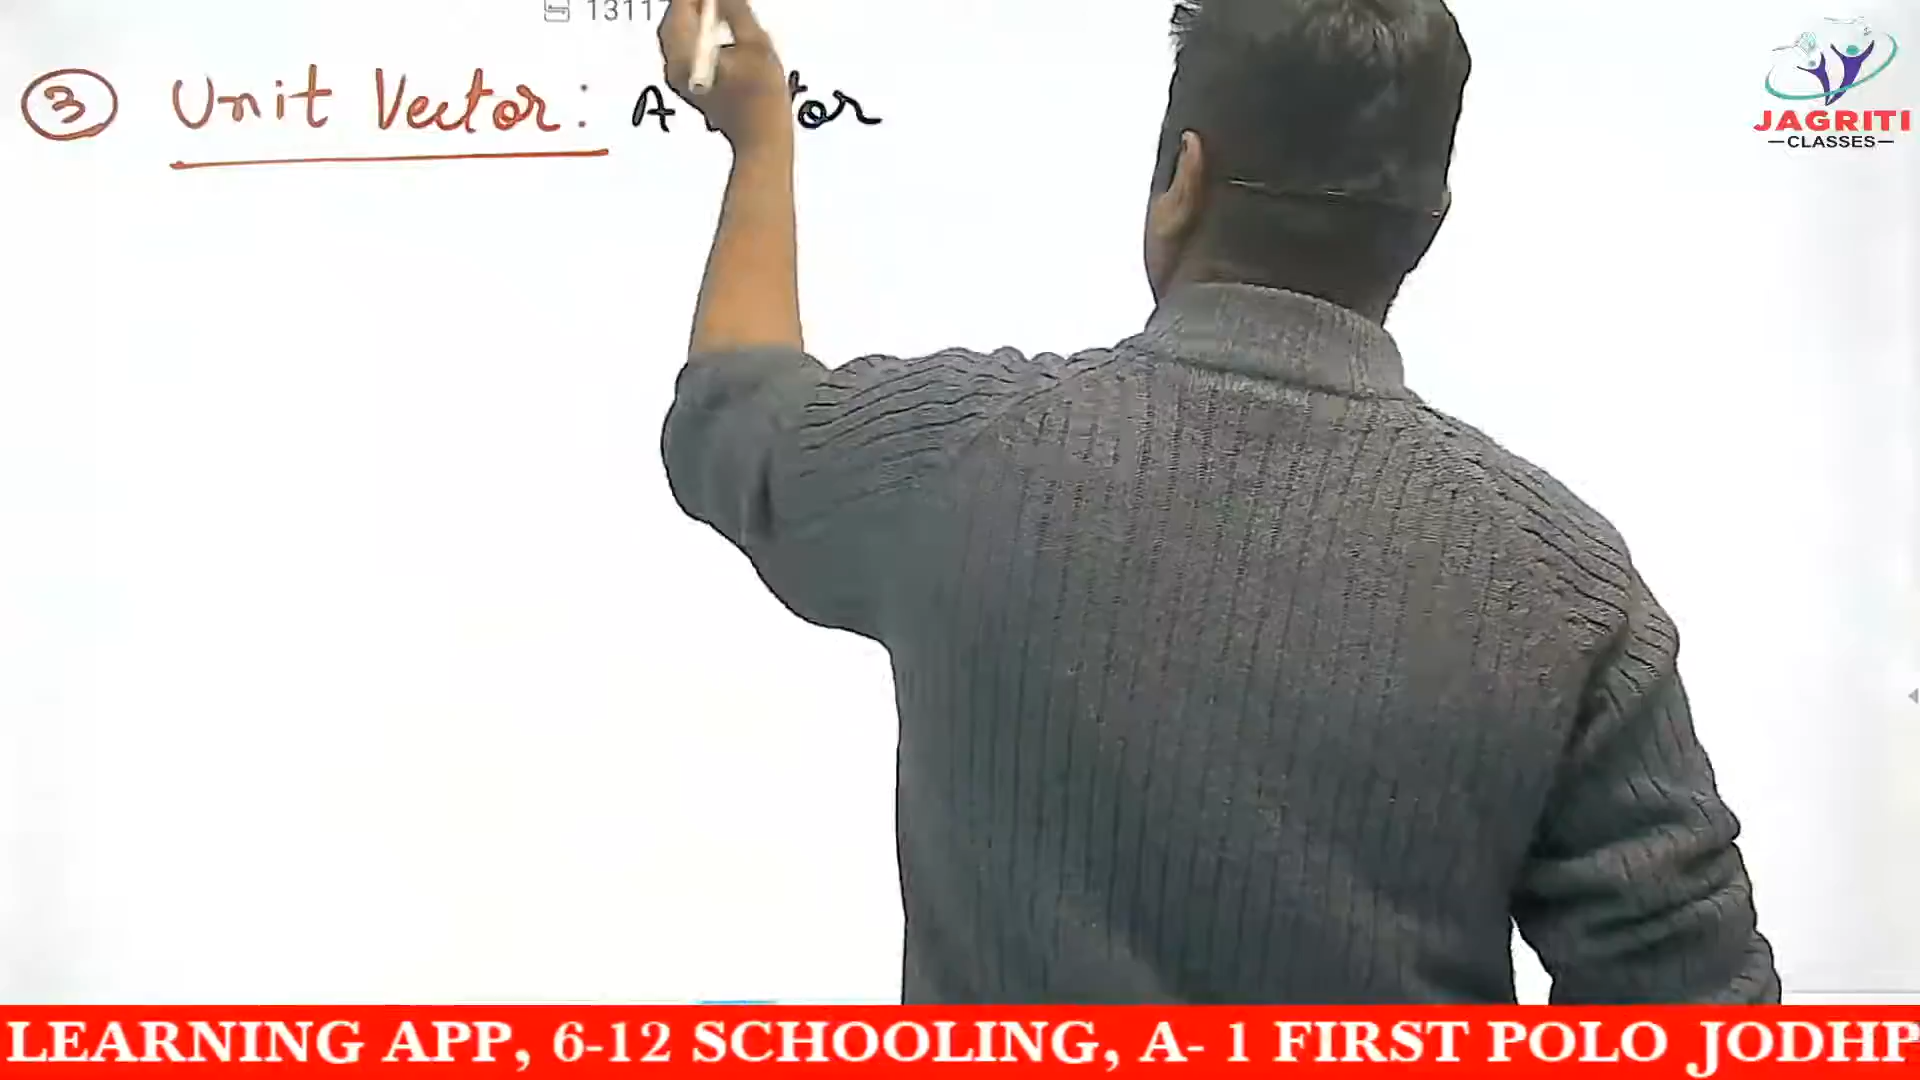 13117
③ Unit Vector: A
JAGRITI
CLASSES
LEARNING APP, 6-12 SCHOOLING, A- 1 FIRST POLO JODHP